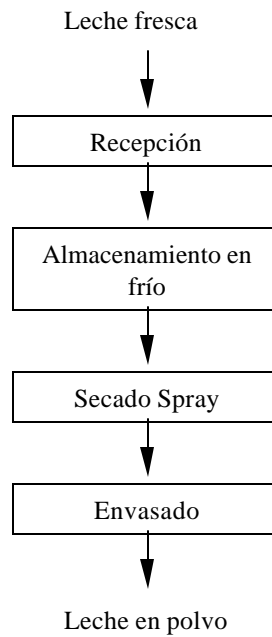 Leche fresca
Recepción
Almacenamiento en
frío
Secado Spray
Envasado
Leche en polvo